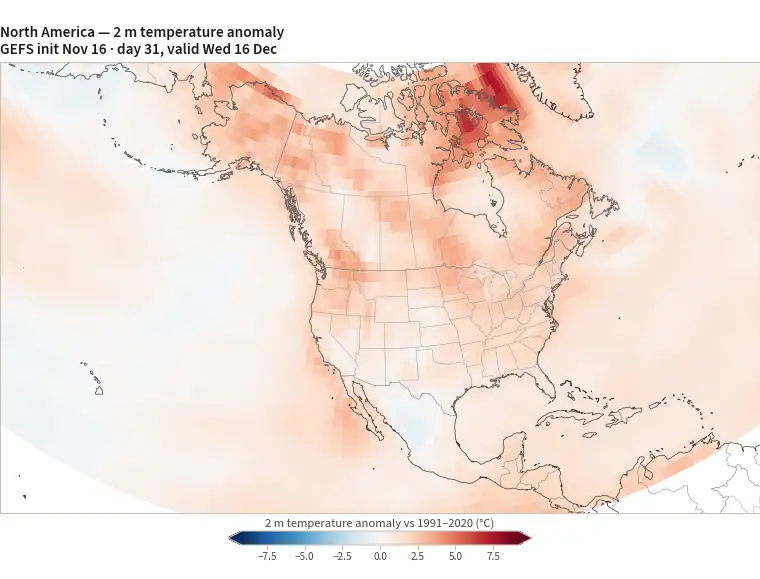 North America — 2 m temperature anomaly
GEFS init Nov 16 · day 31, valid Wed 16 Dec
2 m temperature anomaly vs 1991–2020 (°C)
−7.5 −5.0 −2.5 0.0 2.5 5.0 7.5